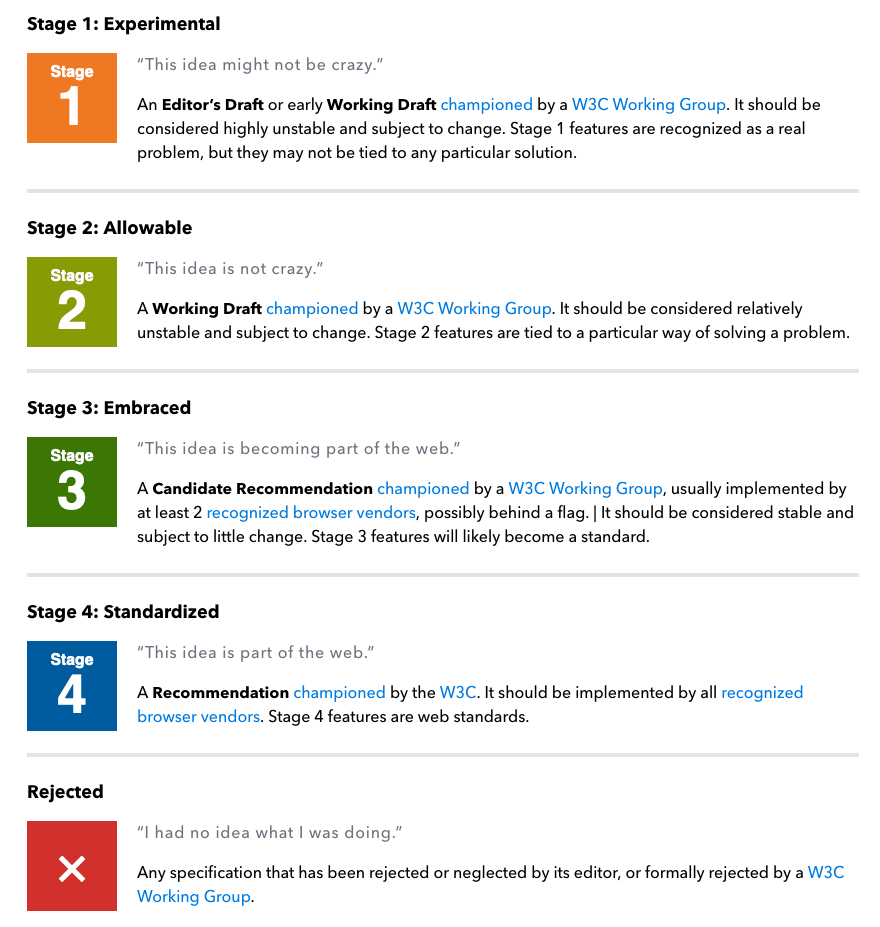 Stage 1: Experimental
Stage
1
“This idea might not be crazy.”
An Editor’s Draft or early Working Draft championed by a W3C Working Group. It should be
considered highly unstable and subject to change. Stage 1 features are recognized as a real
problem, but they may not be tied to any particular solution.
Stage 2: Allowable
Stage
2
“This idea is not crazy.”
A Working Draft championed by a W3C Working Group. It should be considered relatively
unstable and subject to change. Stage 2 features are tied to a particular way of solving a problem.
Stage 3: Embraced
Stage
3
“This idea is becoming part of the web.”
A Candidate Recommendation championed by a W3C Working Group, usually implemented by
at least 2 recognized browser vendors, possibly behind a flag. | It should be considered stable and
subject to little change. Stage 3 features will likely become a standard.
Stage 4: Standardized
Stage
4
“This idea is part of the web.”
A Recommendation championed by the W3C. It should be implemented by all recognized
browser vendors. Stage 4 features are web standards.
Rejected
×
“I had no idea what I was doing.”
Any specification that has been rejected or neglected by its editor, or formally rejected by a W3C
Working Group.